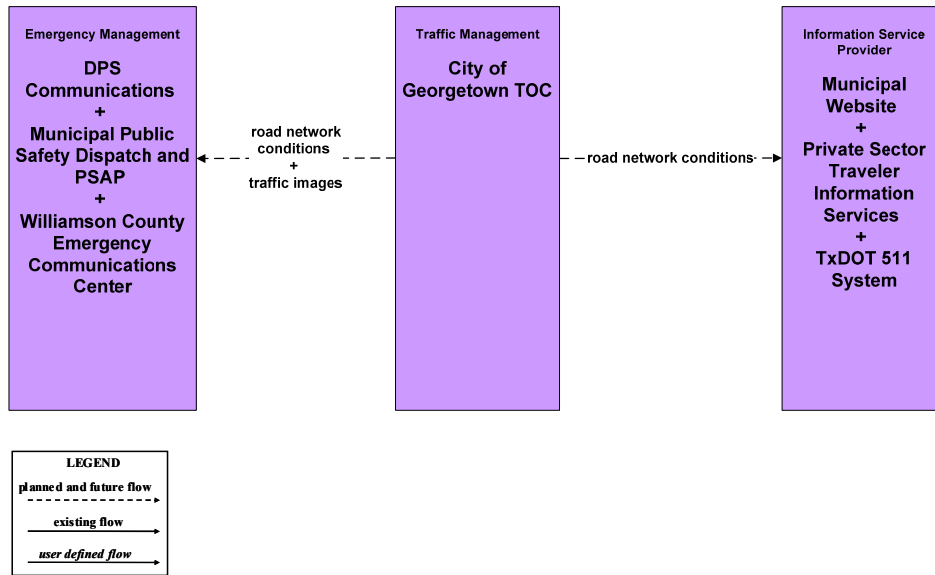 Emergency Management
DPS
Communications
+
Municipal Public
Safety Dispatch and
PSAP
+
Williamson County
Emergency
Communications
Center
road network
conditions
+
traffic images
Traffic Management
City of
Georgetown TOC
road network conditions
Information Service
Provider
Municipal
Website
+
Private Sector
Traveler
Information
Services
+
TxDOT 511
System
LEGEND
planned and future flow
existing flow
user defined flow